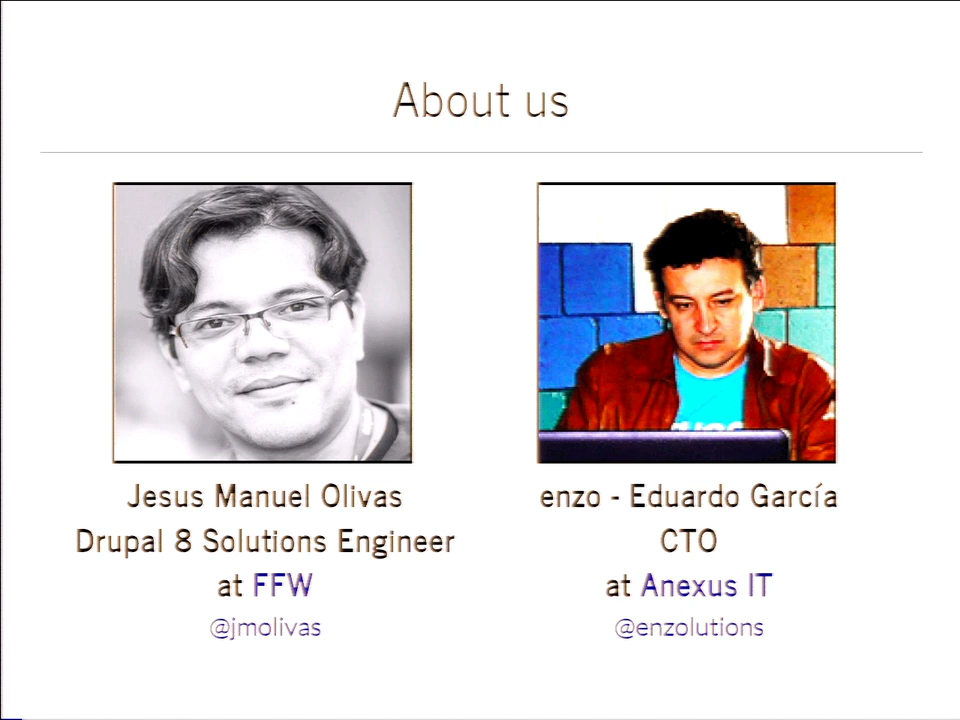 About us
Jesus Manuel Olivas
Drupal 8 Solutions Engineer
at FFW
@jmolivas
enzo - Eduardo García
CTO
at Anexus IT
@enzolutions